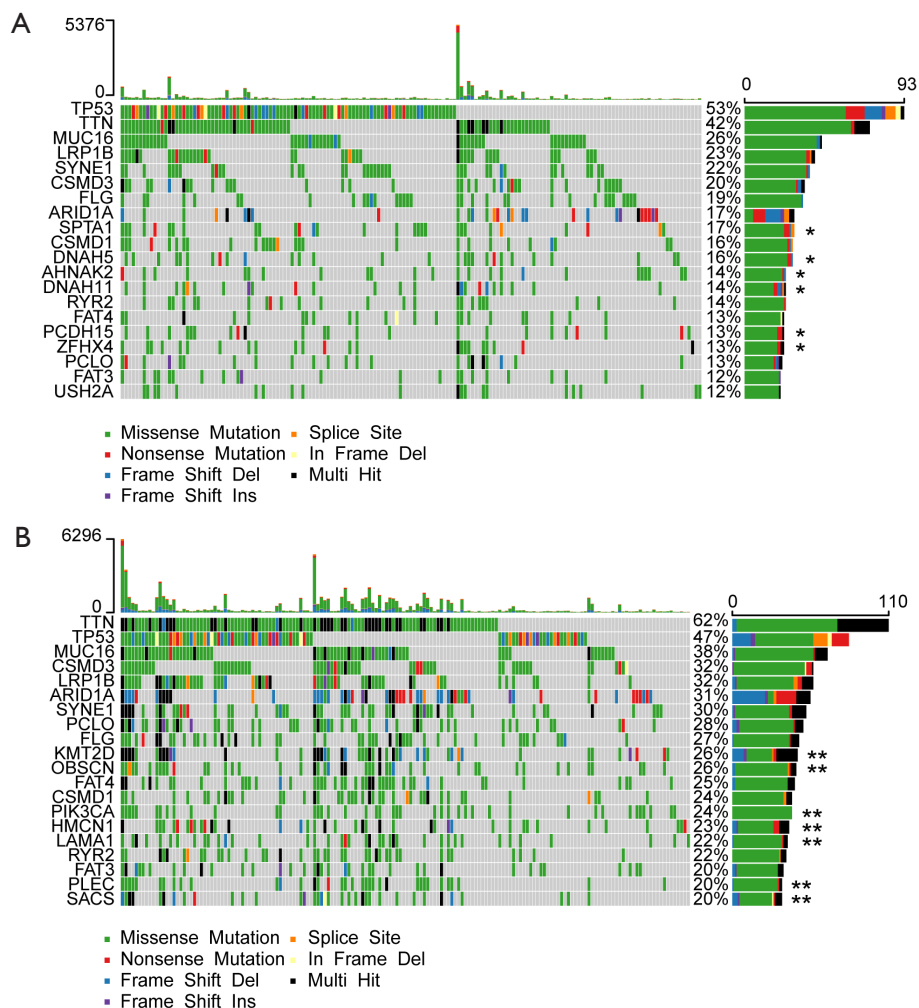 A
5376
0
0 93
TP53 53%
TTN 42%
MUC16 26%
LRP1B 23%
SYNE1 22%
CSMD3 20%
FLG 19%
ARID1A 17%
SPTA1 17% *
CSMD1 16%
DNAH5 16% *
AHNAK2 14% *
DNAH11 14% *
RYR2 14%
FAT4 13%
PCDH15 13% *
ZFHX4 13% *
PCLO 13%
FAT3 12%
USH2A 12%
Missense Mutation Splice Site
Nonsense Mutation In Frame Del
Frame Shift Del Multi Hit
Frame Shift Ins
B
6296
0
0 110
TTN 62%
TP53 47%
MUC16 38%
CSMD3 32%
LRP1B 32%
ARID1A 31%
SYNE1 30%
PCLO 28%
FLG 27%
KMT2D 26% **
OBSCN 26% **
FAT4 25%
CSMD1 24%
PIK3CA 24% **
HMCN1 23% **
LAMA1 22% **
RYR2 22%
FAT3 20%
PLEC 20% **
SACS 20% **
Missense Mutation Splice Site
Nonsense Mutation In Frame Del
Frame Shift Del Multi Hit
Frame Shift Ins